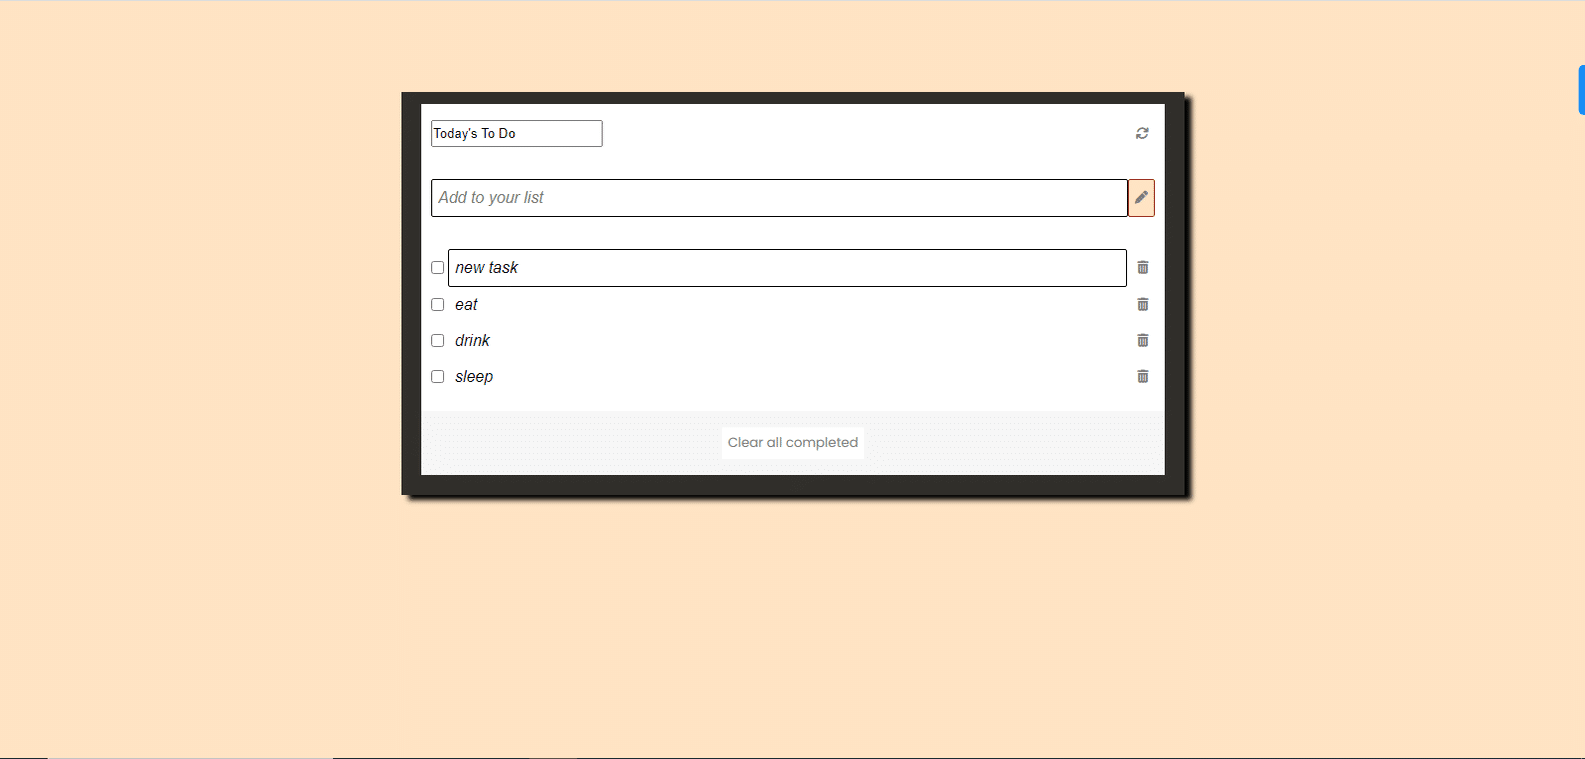 Today's To Do
Add to your list
new task
eat
drink
sleep
Clear all completed